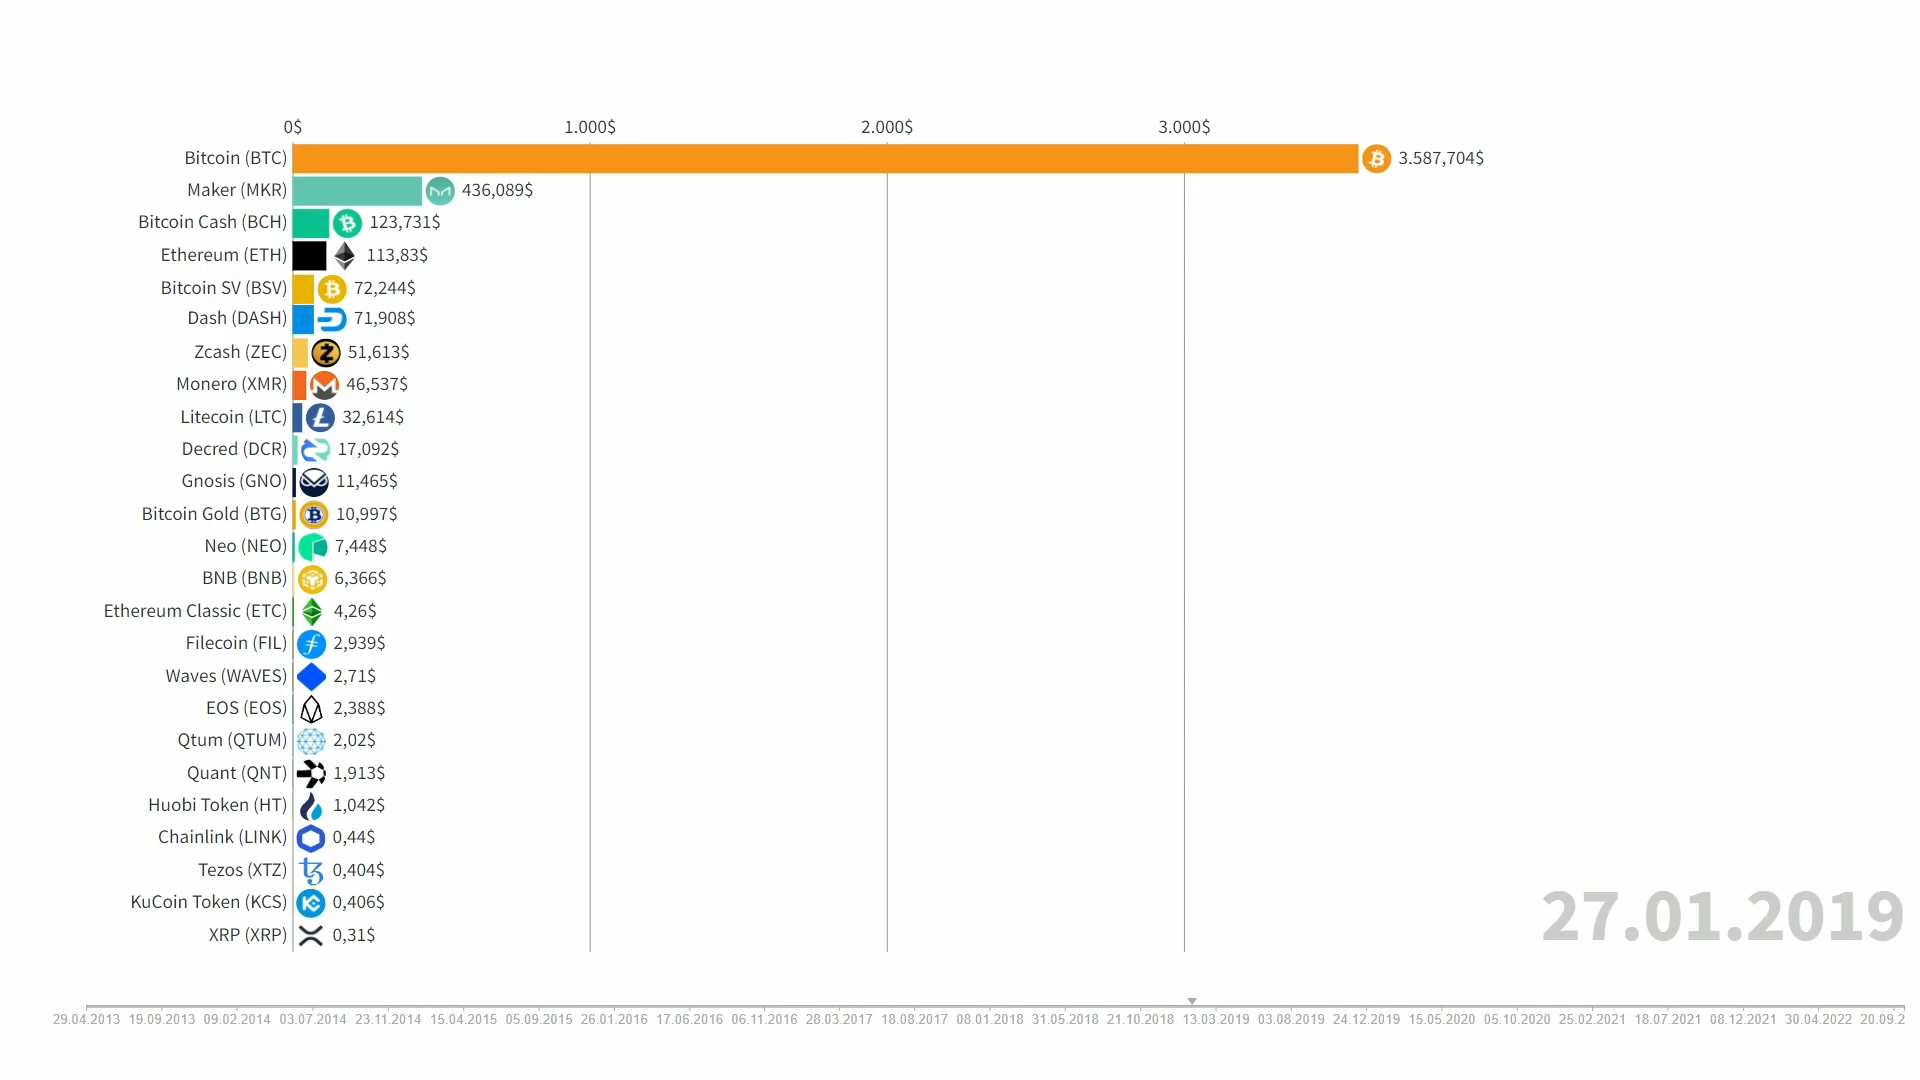 0$ 1.000$ 2.000$ 3.000$
Bitcoin (BTC) 3.587,704$
Maker (MKR) 436,089$
Bitcoin Cash (BCH) 123,731$
Ethereum (ETH) 113,83$
Bitcoin SV (BSV) 72,244$
Dash (DASH) 71,908$
Zcash (ZEC) 51,613$
Monero (XMR) 46,537$
Litecoin (LTC) 32,614$
Decred (DCR) 17,092$
Gnosis (GNO) 11,465$
Bitcoin Gold (BTG) 10,997$
Neo (NEO) 7,448$
BNB (BNB) 6,366$
Ethereum Classic (ETC) 4,26$
Filecoin (FIL) 2,939$
Waves (WAVES) 2,71$
EOS (EOS) 2,388$
Qtum (QTUM) 2,02$
Quant (QNT) 1,913$
Huobi Token (HT) 1,042$
Chainlink (LINK) 0,44$
Tezos (XTZ) 0,404$
KuCoin Token (KCS) 0,406$
XRP (XRP) 0,31$
27.01.2019
29.04.2013 19.09.2013 09.02.2014 03.07.2014 23.11.2014 15.04.2015 05.09.2015 26.01.2016 17.06.2016 06.11.2016 28.03.2017 18.08.2017 08.01.2018 31.05.2018 21.10.2018 13.03.2019 03.08.2019 24.12.2019 15.05.2020 05.10.2020 25.02.2021 18.07.2021 08.12.2021 30.04.2022 20.09.2